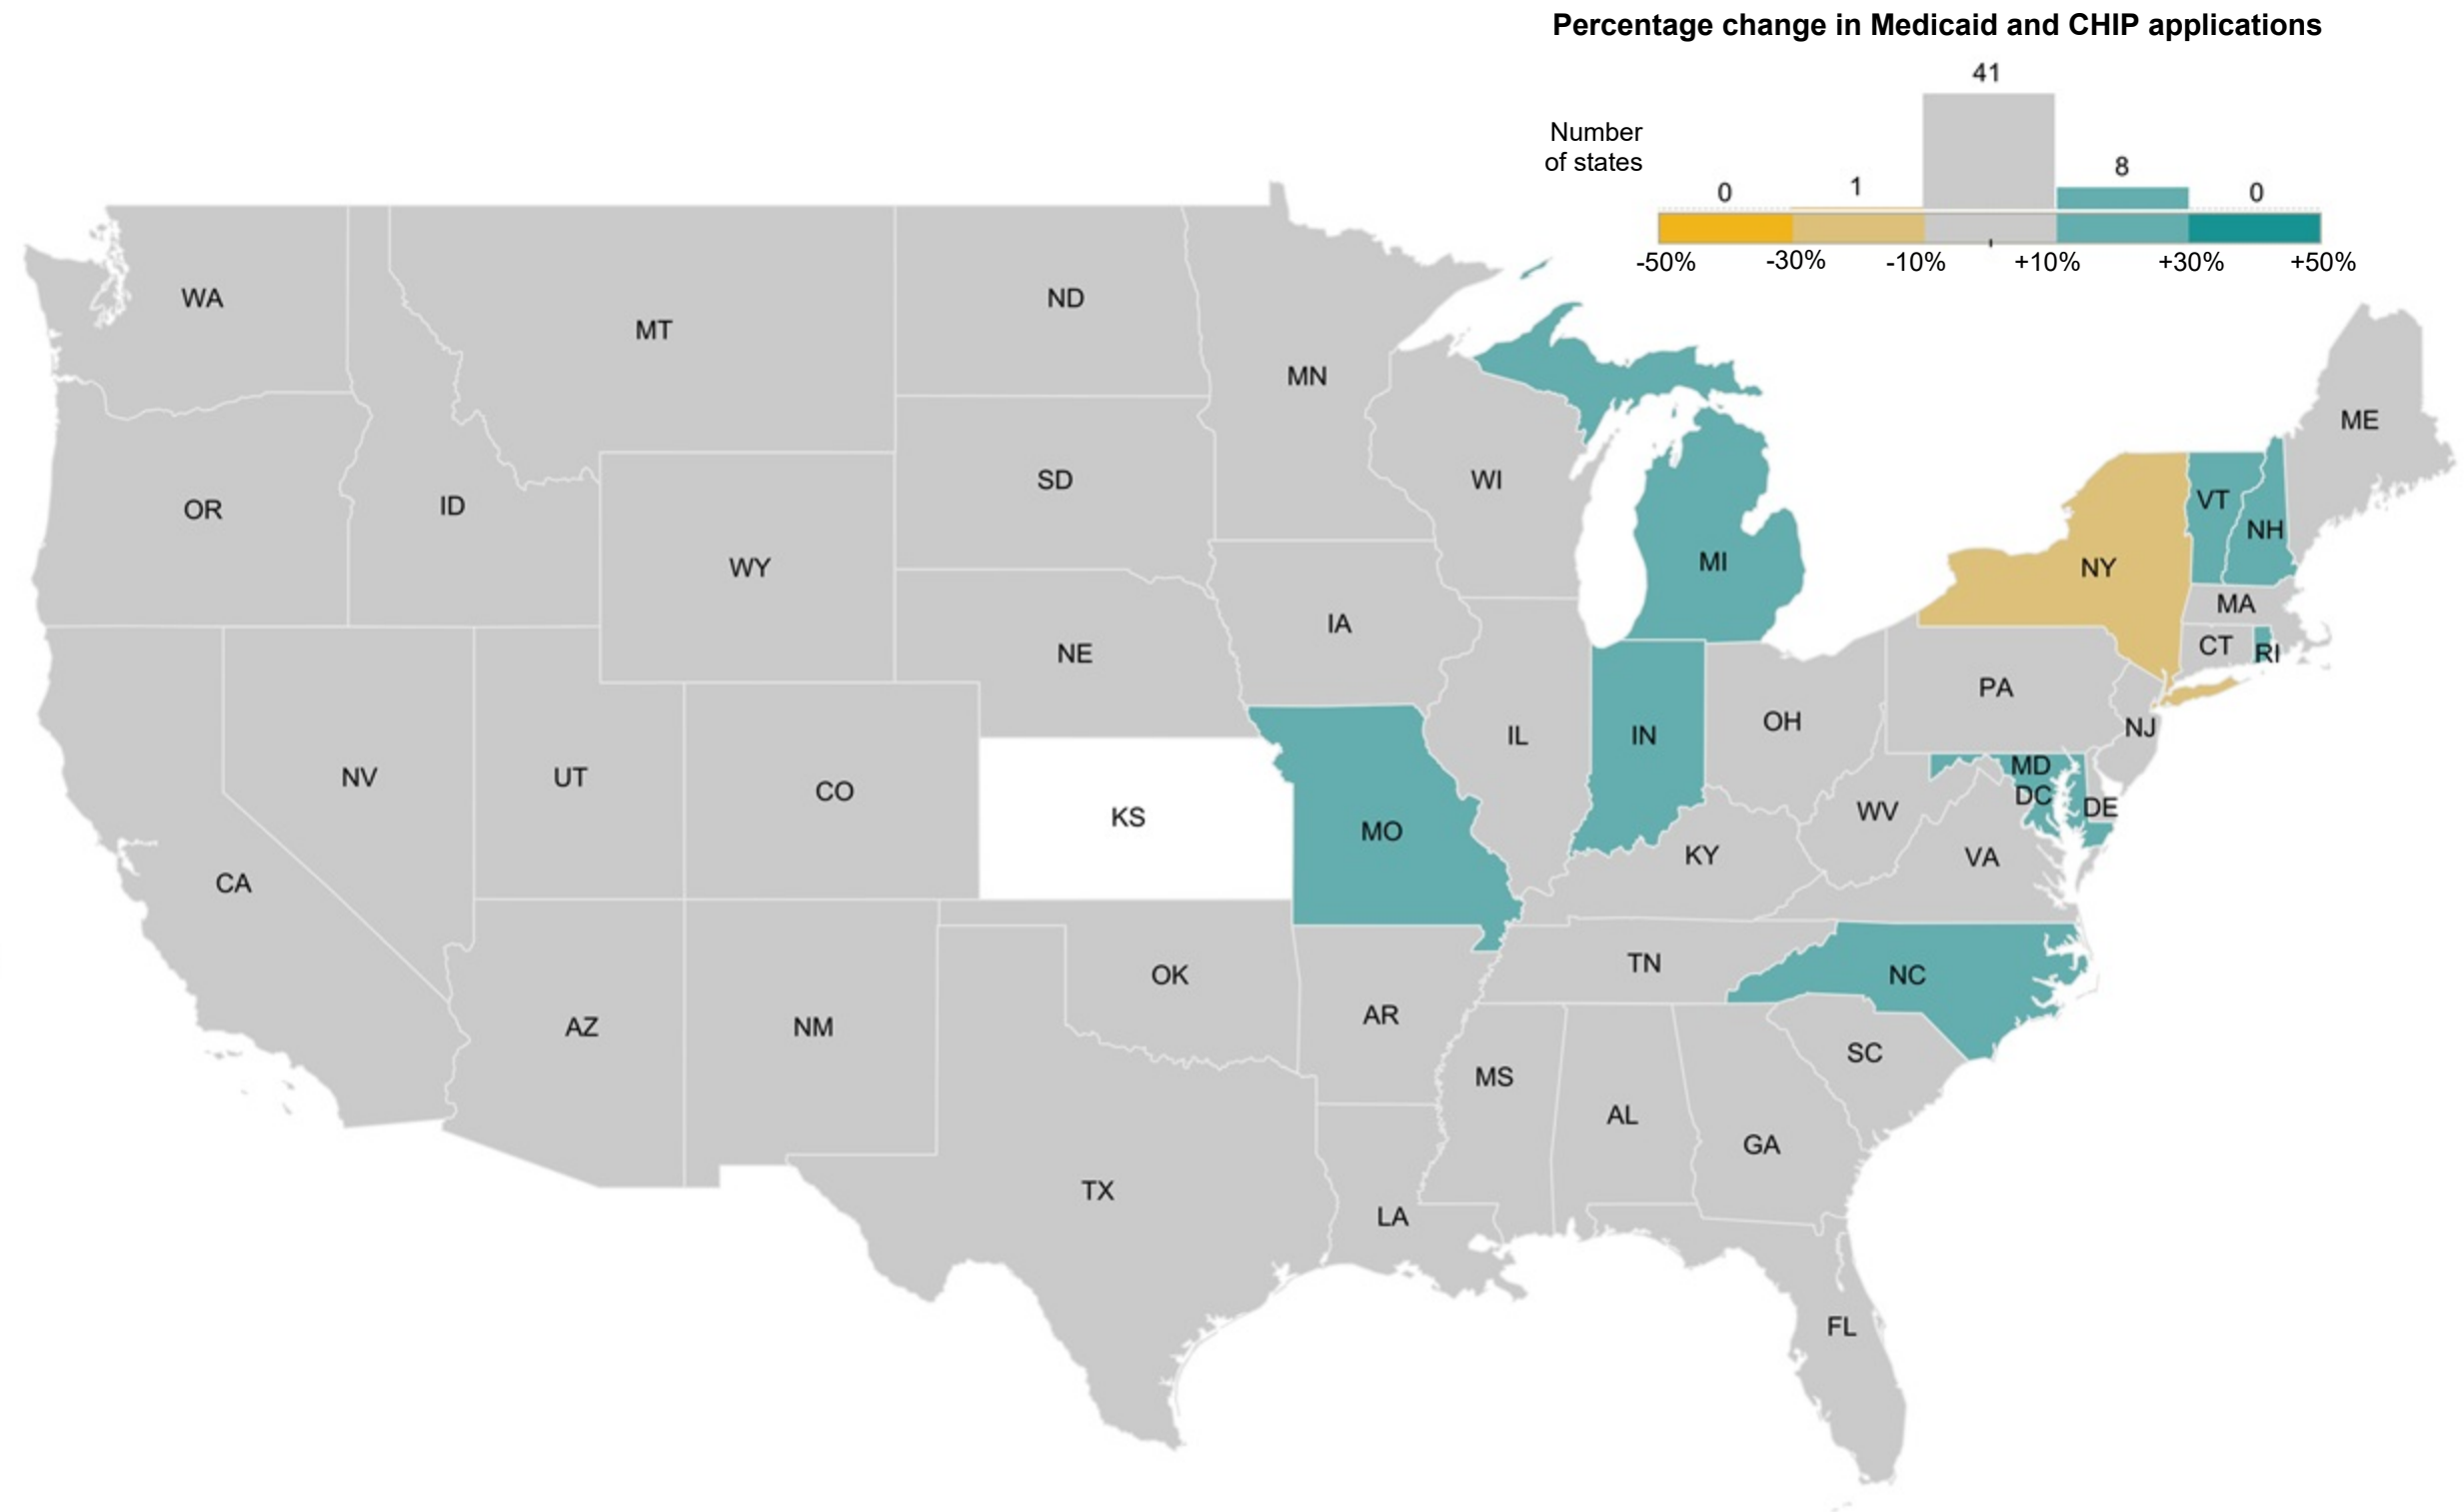 Percentage change in Medicaid and CHIP applications
41
Number
of states
0 1 8 0
-50% -30% -10% +10% +30% +50%
WA
MT
ND
MN
ME
OR
ID
SD
WI
VT
NH
WY
MI
NY
MA
IA
NE
CT
RI
PA
OH
NJ
IL
IN
NV
UT
CO
MD
DC
DE
KS
MO
WV
KY
VA
CA
TN
OK
NC
AR
AZ
NM
SC
MS
AL
GA
TX
LA
FL